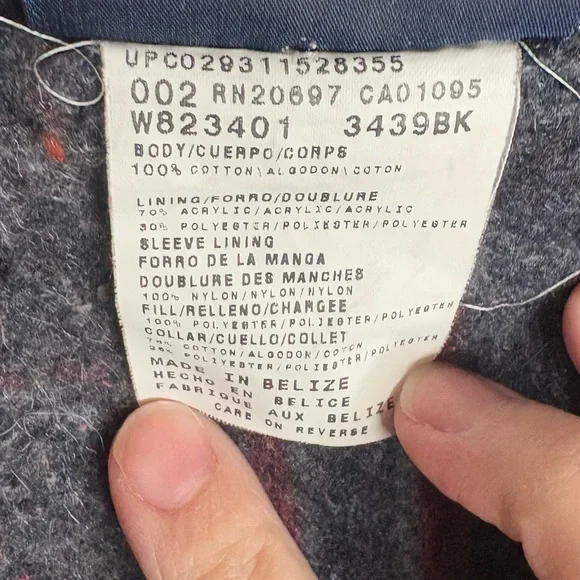 UPC029311528355
002 RN20697 CA01095
W823401 3439BK
BODY/CUERPO/CORPS
100% COTTON\ALGODON\COTON
LINING/FORRO/DOUBLURE
70% ACRYLIC/ACRYLIC/ACRYLIC
30% POLYESTER/POLIESTER/POLYESTER
SLEEVE LINING
FORRO DE LA MANGA
DOUBLURE DES MANCHES
100% NYLON/NYLON/NYLON
FILL/RELLENO/CHARGEE
100% POLYESTER/POLIESTER/POLYESTER
COLLAR/CUELLO/COLLET
COTTON/ALGODON/COTON
POLYESTER/POLIESTER/POLYESTER
MADE IN BELIZE
HECHO EN BELICE
FABRIQUE AUX BELIZE
CARE ON REVERSE